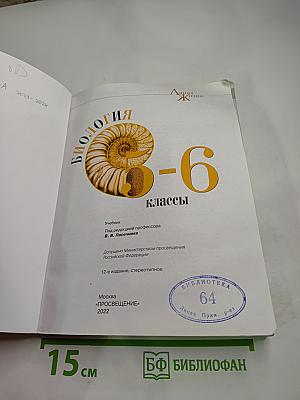 Линия
Жизни
БИОЛОГИЯ
5-6
классы
Учебник
Под редакцией профессора
В. В. Пасечника
Допущено Министерством просвещения
Российской Федерации
12-е издание, стереотипное
Москва
«ПРОСВЕЩЕНИЕ»
2022
БИБЛИОТЕКА
64
15 см
БФ БИБЛИОФАН